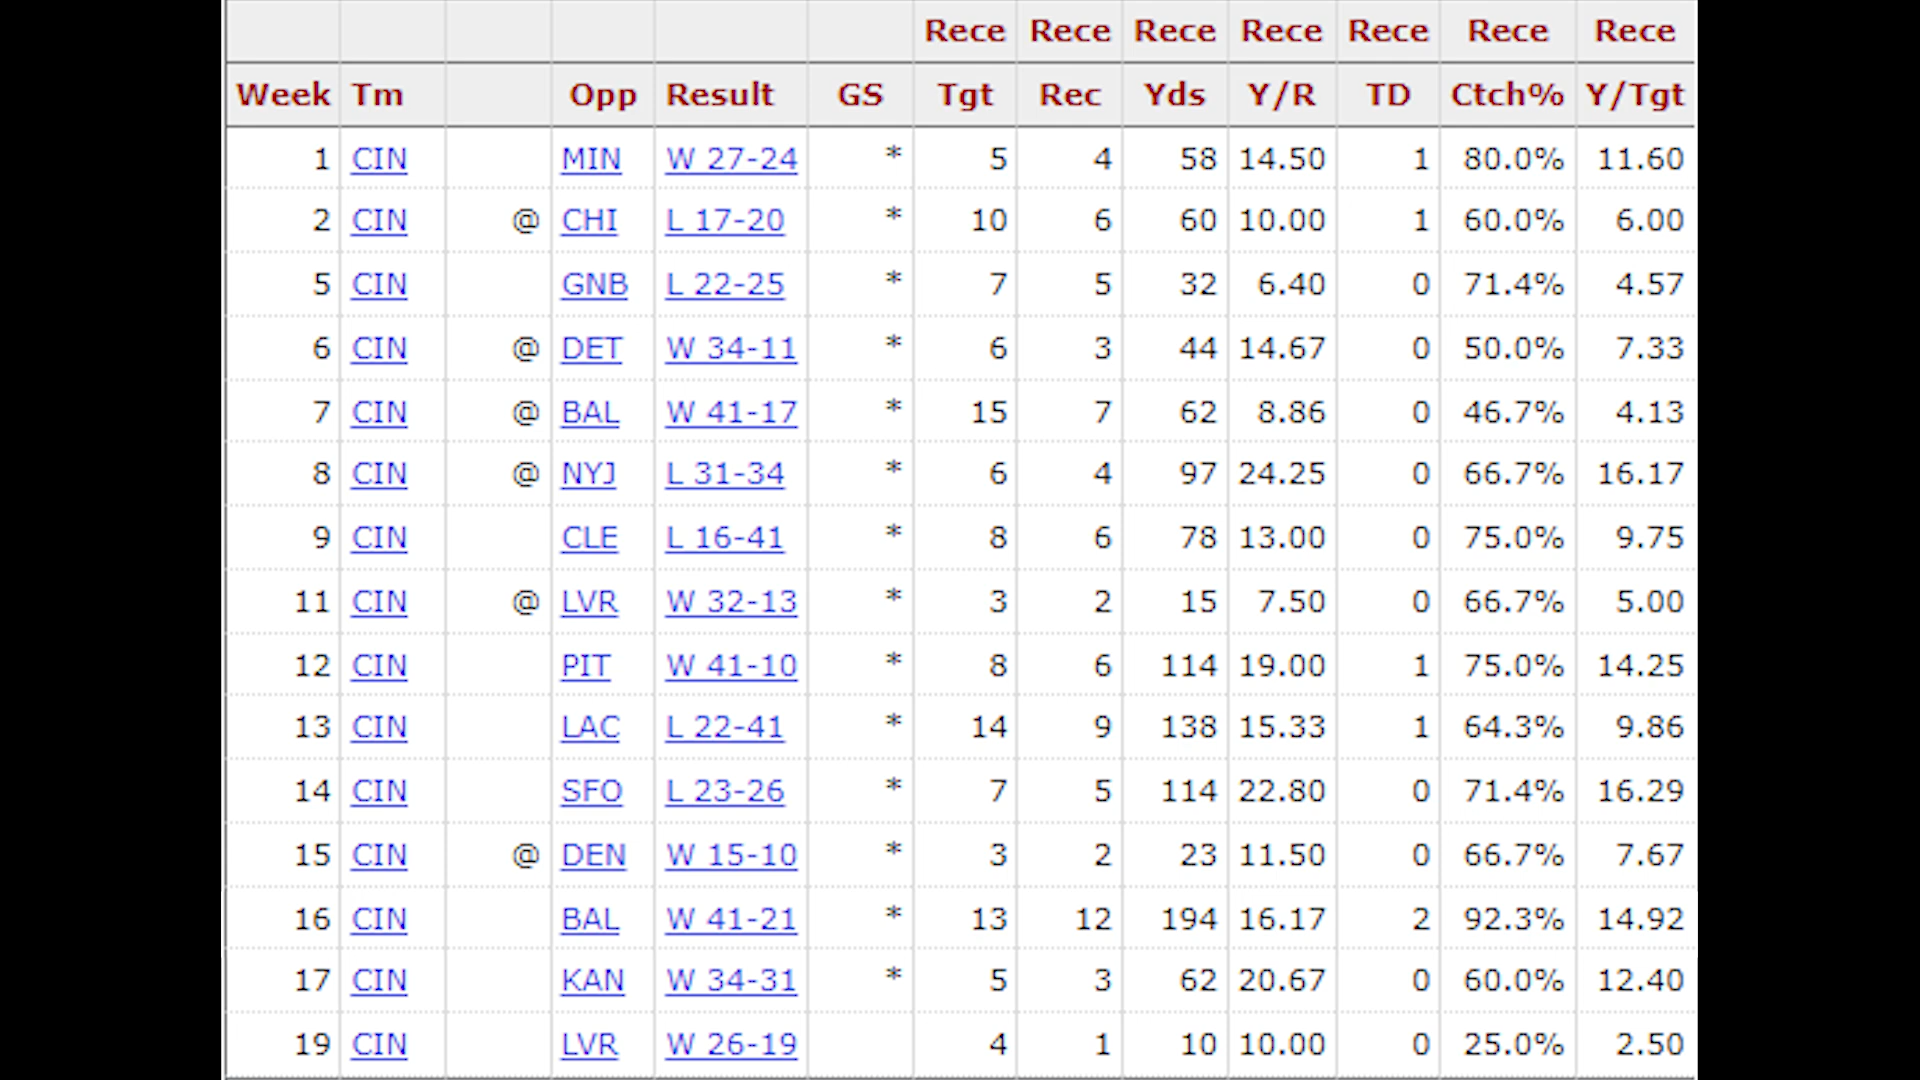 Rece Rece Rece Rece Rece Rece Rece
Week Tm Opp Result GS Tgt Rec Yds Y/R TD Ctch% Y/Tgt
1 CIN MIN W 27-24 * 5 4 58 14.50 1 80.0% 11.60
2 CIN @ CHI L 17-20 * 10 6 60 10.00 1 60.0% 6.00
5 CIN GNB L 22-25 * 7 5 32 6.40 0 71.4% 4.57
6 CIN @ DET W 34-11 * 6 3 44 14.67 0 50.0% 7.33
7 CIN @ BAL W 41-17 * 15 7 62 8.86 0 46.7% 4.13
8 CIN @ NYJ L 31-34 * 6 4 97 24.25 0 66.7% 16.17
9 CIN CLE L 16-41 * 8 6 78 13.00 0 75.0% 9.75
11 CIN @ LVR W 32-13 * 3 2 15 7.50 0 66.7% 5.00
12 CIN PIT W 41-10 * 8 6 114 19.00 1 75.0% 14.25
13 CIN LAC L 22-41 * 14 9 138 15.33 1 64.3% 9.86
14 CIN SFO L 23-26 * 7 5 114 22.80 0 71.4% 16.29
15 CIN @ DEN W 15-10 * 3 2 23 11.50 0 66.7% 7.67
16 CIN BAL W 41-21 * 13 12 194 16.17 2 92.3% 14.92
17 CIN KAN W 34-31 * 5 3 62 20.67 0 60.0% 12.40
19 CIN LVR W 26-19 4 1 10 10.00 0 25.0% 2.50